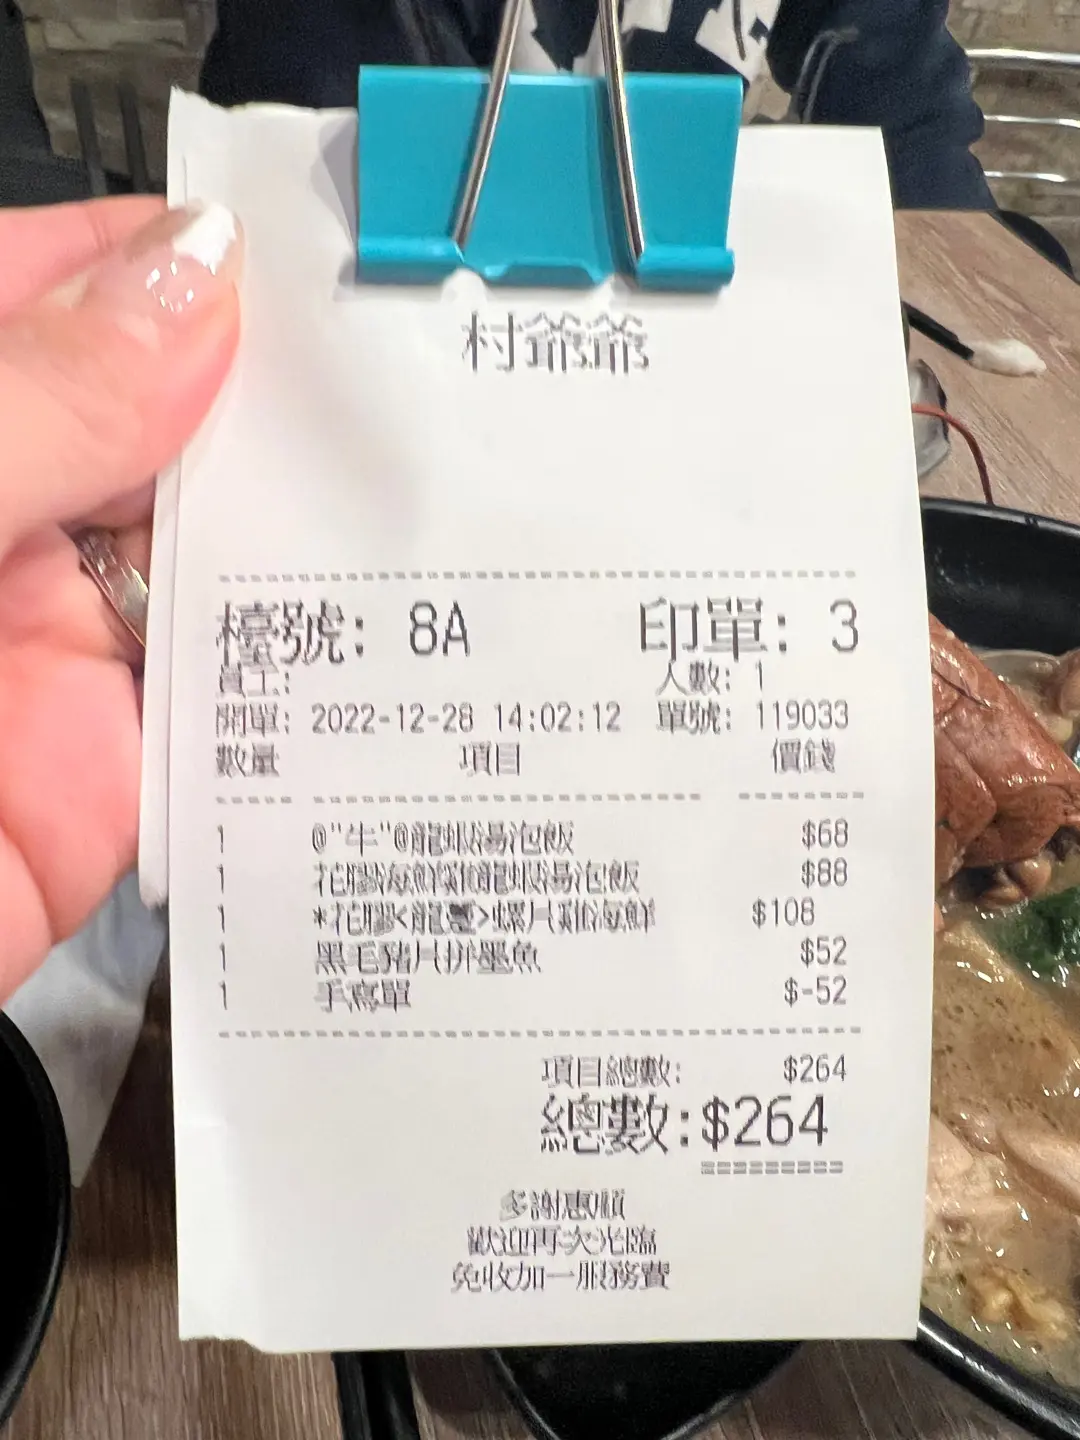 村爺爺
檯號: 8A 印單: 3
員工: 人數: 1
開單: 2022-12-28 14:02:12 單號: 119033
數量 項目 價錢
1 @"牛"@龍蝦湯泡飯 $68
1 花膠海鮮雞龍蝦湯泡飯 $88
1 *花膠<龍躉>螺片雞海鮮 $108
1 黑毛豬片拼墨魚 $52
1 手寫單 $-52
項目總數: $264
總數:$264
多謝惠顧
歡迎再次光臨
免收加一服務費